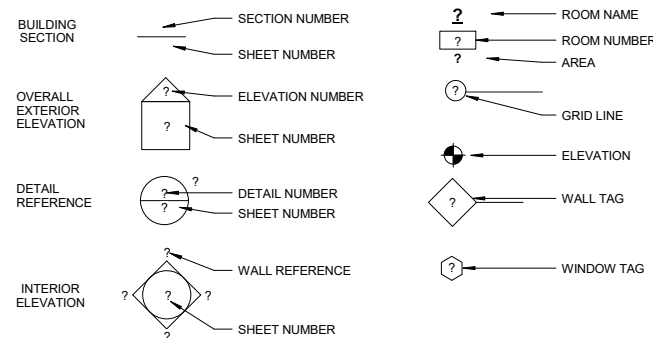 BUILDING
SECTION
SECTION NUMBER
SHEET NUMBER
OVERALL
EXTERIOR
ELEVATION
?
ELEVATION NUMBER
?
SHEET NUMBER
DETAIL
REFERENCE
?
?
DETAIL NUMBER
?
SHEET NUMBER
INTERIOR
ELEVATION
?
WALL REFERENCE
? ? ?
?
SHEET NUMBER
?
ROOM NAME
?
ROOM NUMBER
?
AREA
?
GRID LINE
ELEVATION
?
WALL TAG
?
WINDOW TAG